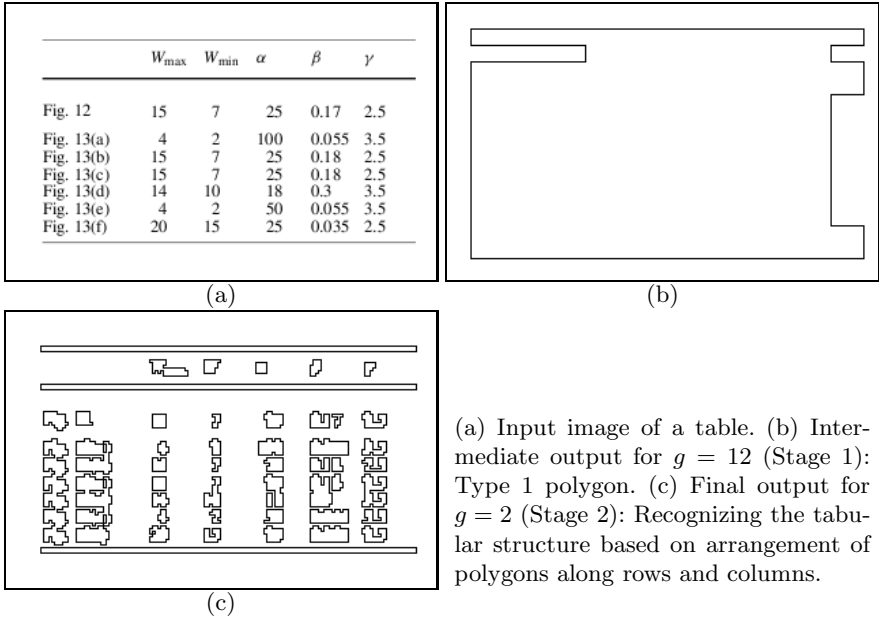 W_max W_min α β γ
Fig. 12 15 7 25 0.17 2.5
Fig. 13(a) 4 2 100 0.055 3.5
Fig. 13(b) 15 7 25 0.18 2.5
Fig. 13(c) 15 7 25 0.18 2.5
Fig. 13(d) 14 10 18 0.3 3.5
Fig. 13(e) 4 2 50 0.055 3.5
Fig. 13(f) 20 15 25 0.035 2.5
(a)
(b)
(c)
(a) Input image of a table. (b) Inter-
mediate output for g = 12 (Stage 1):
Type 1 polygon. (c) Final output for
g = 2 (Stage 2): Recognizing the tabu-
lar structure based on arrangement of
polygons along rows and columns.